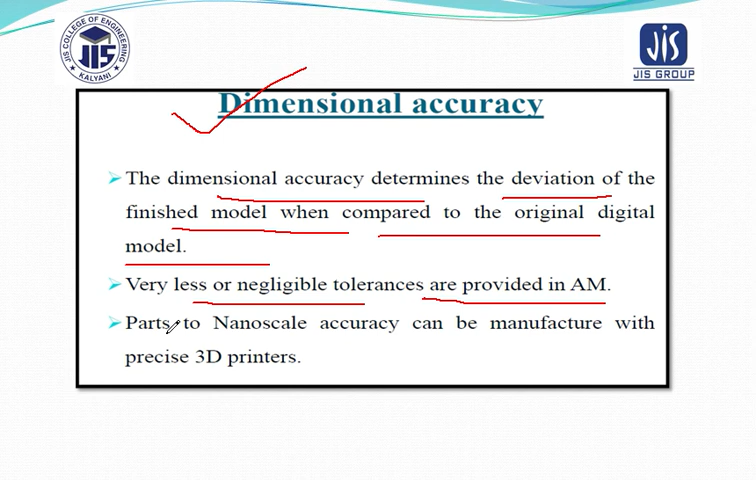 JIS COLLEGE OF ENGINEERING
JIS
KALYANI
JIS
JIS GROUP
Dimensional accuracy
➢ The dimensional accuracy determines the deviation of the
finished model when compared to the original digital
model.
➢ Very less or negligible tolerances are provided in AM.
➢ Parts to Nanoscale accuracy can be manufacture with
precise 3D printers.